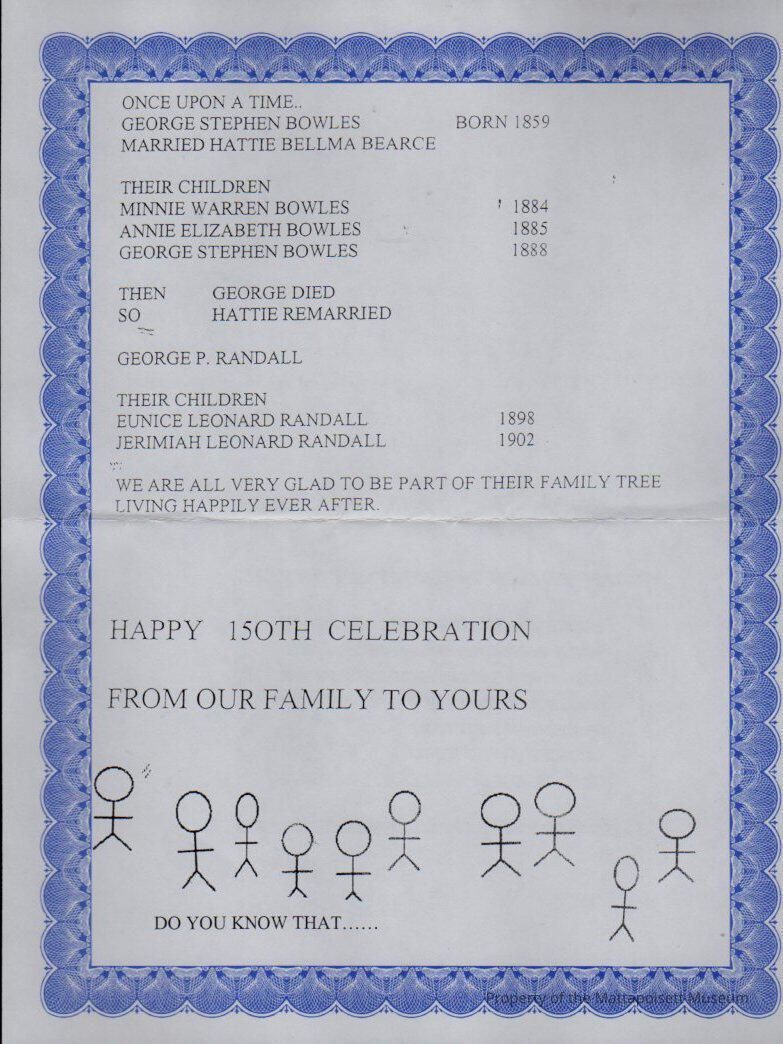 ONCE UPON A TIME..
GEORGE STEPHEN BOWLES BORN 1859
MARRIED HATTIE BELLMA BEARCE
THEIR CHILDREN
MINNIE WARREN BOWLES 1884
ANNIE ELIZABETH BOWLES 1885
GEORGE STEPHEN BOWLES 1888
THEN GEORGE DIED
SO HATTIE REMARRIED
GEORGE P. RANDALL
THEIR CHILDREN
EUNICE LEONARD RANDALL 1898
JERIMIAH LEONARD RANDALL 1902
WE ARE ALL VERY GLAD TO BE PART OF THEIR FAMILY TREE
LIVING HAPPILY EVER AFTER.
HAPPY 150TH CELEBRATION
FROM OUR FAMILY TO YOURS
DO YOU KNOW THAT……
Property of the Mattapoisett Museum